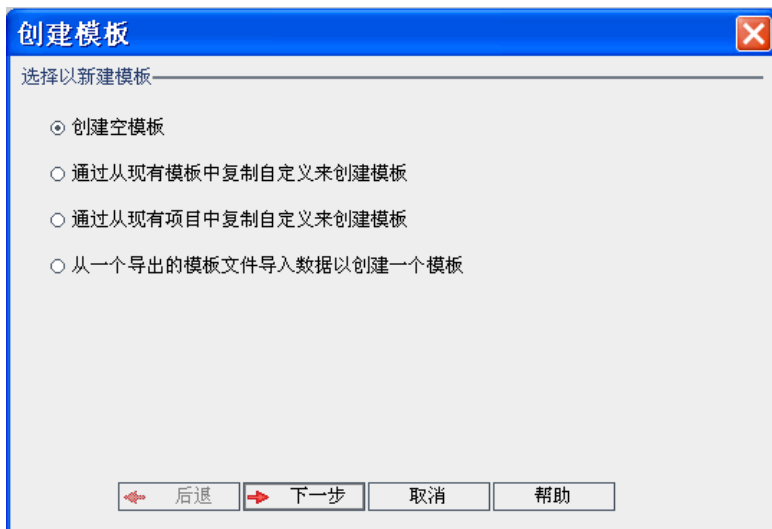 创建模板
选择以新建模板
创建空模板
通过从现有模板中复制自定义来创建模板
通过从现有项目中复制自定义来创建模板
从一个导出的模板文件导入数据以创建一个模板
后退 下一步 取消 帮助